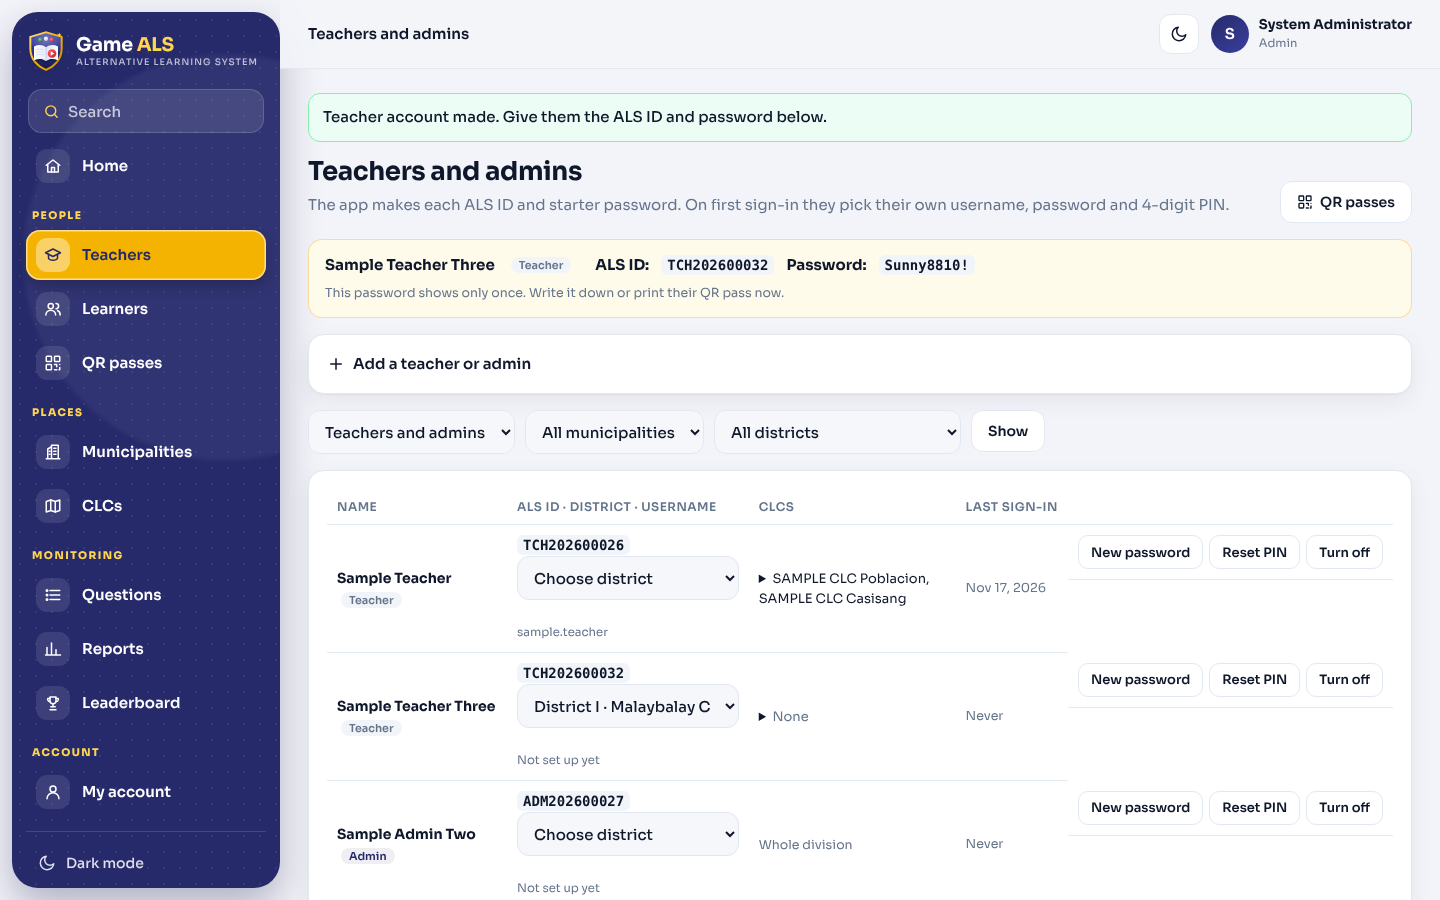 Game ALS
ALTERNATIVE LEARNING SYSTEM
Search
Home
PEOPLE
Teachers
Learners
QR passes
PLACES
Municipalities
CLCs
MONITORING
Questions
Reports
Leaderboard
ACCOUNT
My account
Dark mode
Teachers and admins
S
System Administrator
Admin
Teacher account made. Give them the ALS ID and password below.
Teachers and admins
The app makes each ALS ID and starter password. On first sign-in they pick their own username, password and 4-digit PIN.
QR passes
Sample Teacher Three Teacher ALS ID: TCH202600032 Password: Sunny8810!
This password shows only once. Write it down or print their QR pass now.
Add a teacher or admin
Teachers and admins All municipalities All districts Show
NAME ALS ID · DISTRICT · USERNAME CLCS LAST SIGN-IN
Sample Teacher
Teacher
TCH202600026
Choose district
sample.teacher
SAMPLE CLC Poblacion,
SAMPLE CLC Casisang
Nov 17, 2026
New password Reset PIN Turn off
Sample Teacher Three
Teacher
TCH202600032
District I · Malaybalay C
Not set up yet
None
Never
New password Reset PIN Turn off
Sample Admin Two
Admin
ADM202600027
Choose district
Not set up yet
Whole division
Never
New password Reset PIN Turn off